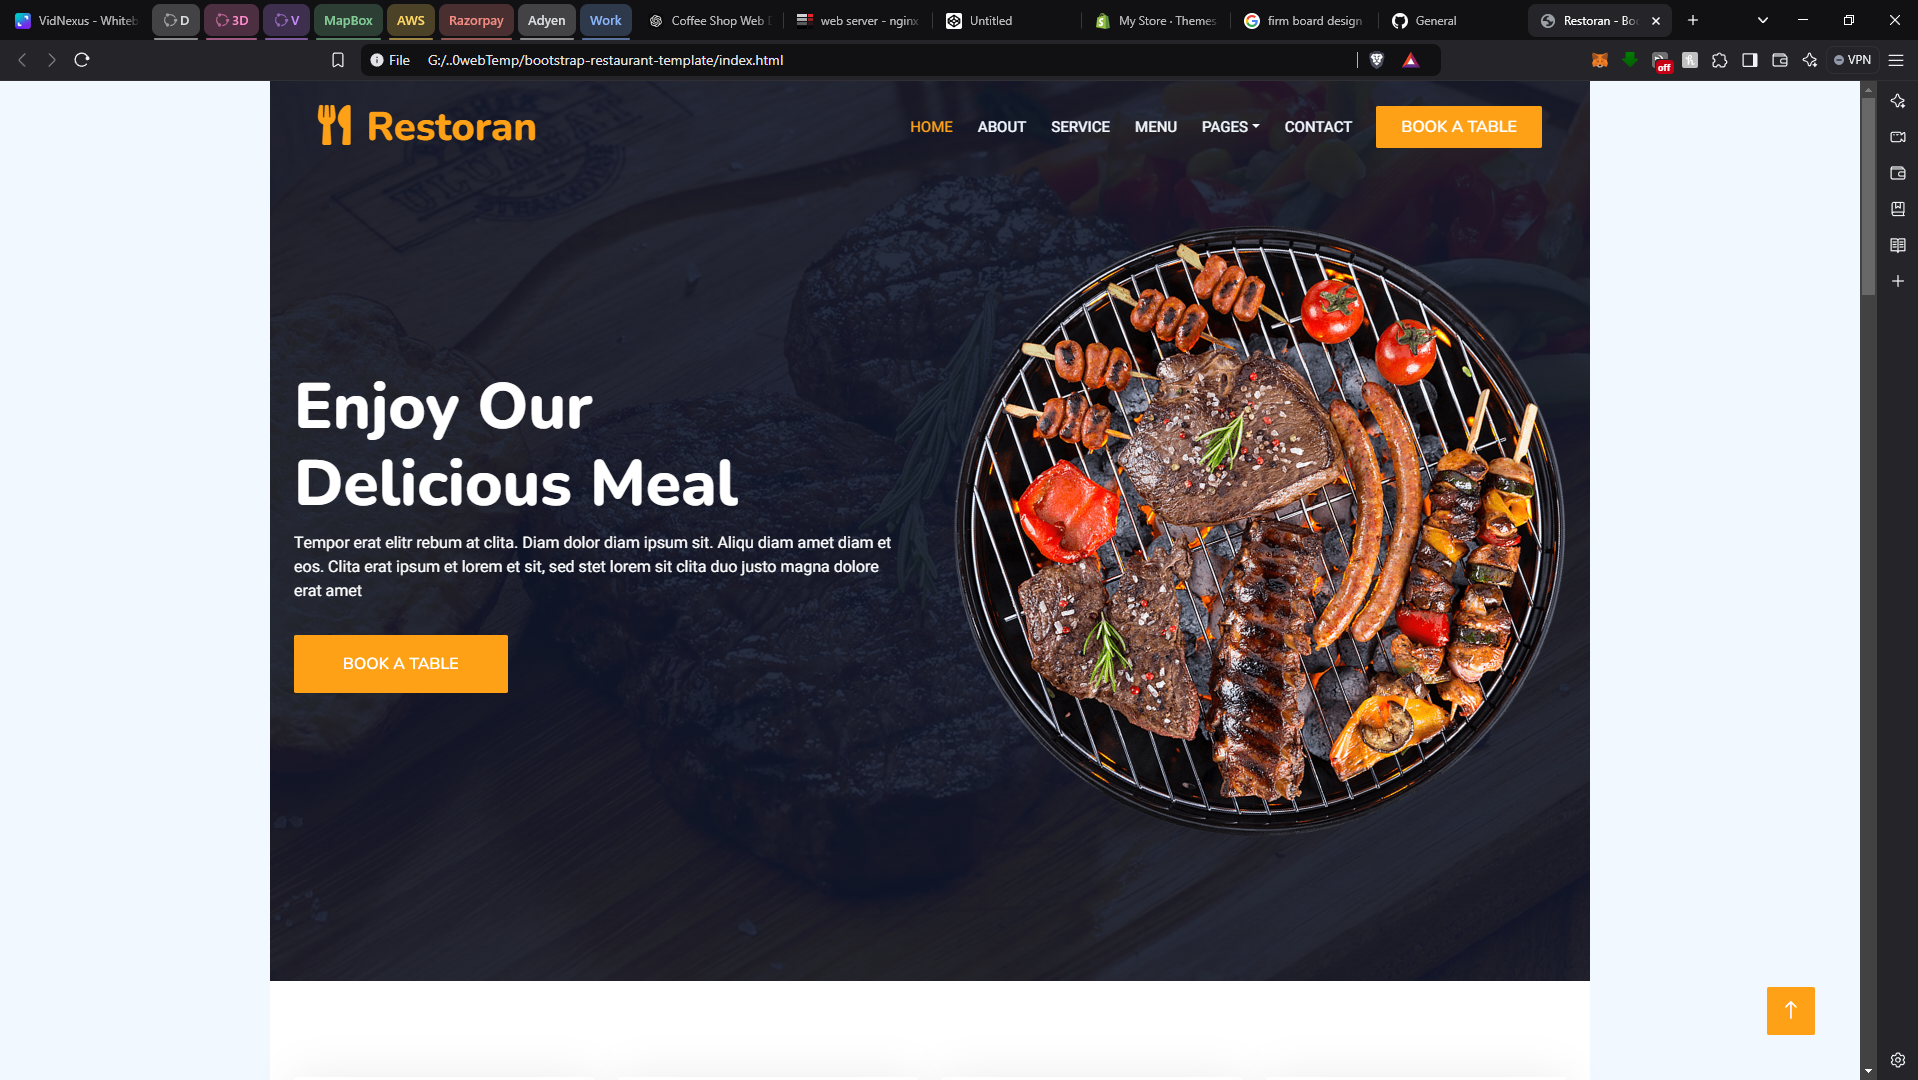 VidNexus - Whiteb
D
3D
V
MapBox
AWS
Razorpay
Adyen
Work
Coffee Shop Web D
web server - nginx
Untitled
My Store · Themes
firm board design
General
Restoran - Boo
File
G:/..0webTemp/bootstrap-restaurant-template/index.html
off
VPN
Restoran
HOME
ABOUT
SERVICE
MENU
PAGES
CONTACT
BOOK A TABLE
Enjoy Our
Delicious Meal
Tempor erat elitr rebum at clita. Diam dolor diam ipsum sit. Aliqu diam amet diam et
eos. Clita erat ipsum et lorem et sit, sed stet lorem sit clita duo justo magna dolore
erat amet
BOOK A TABLE